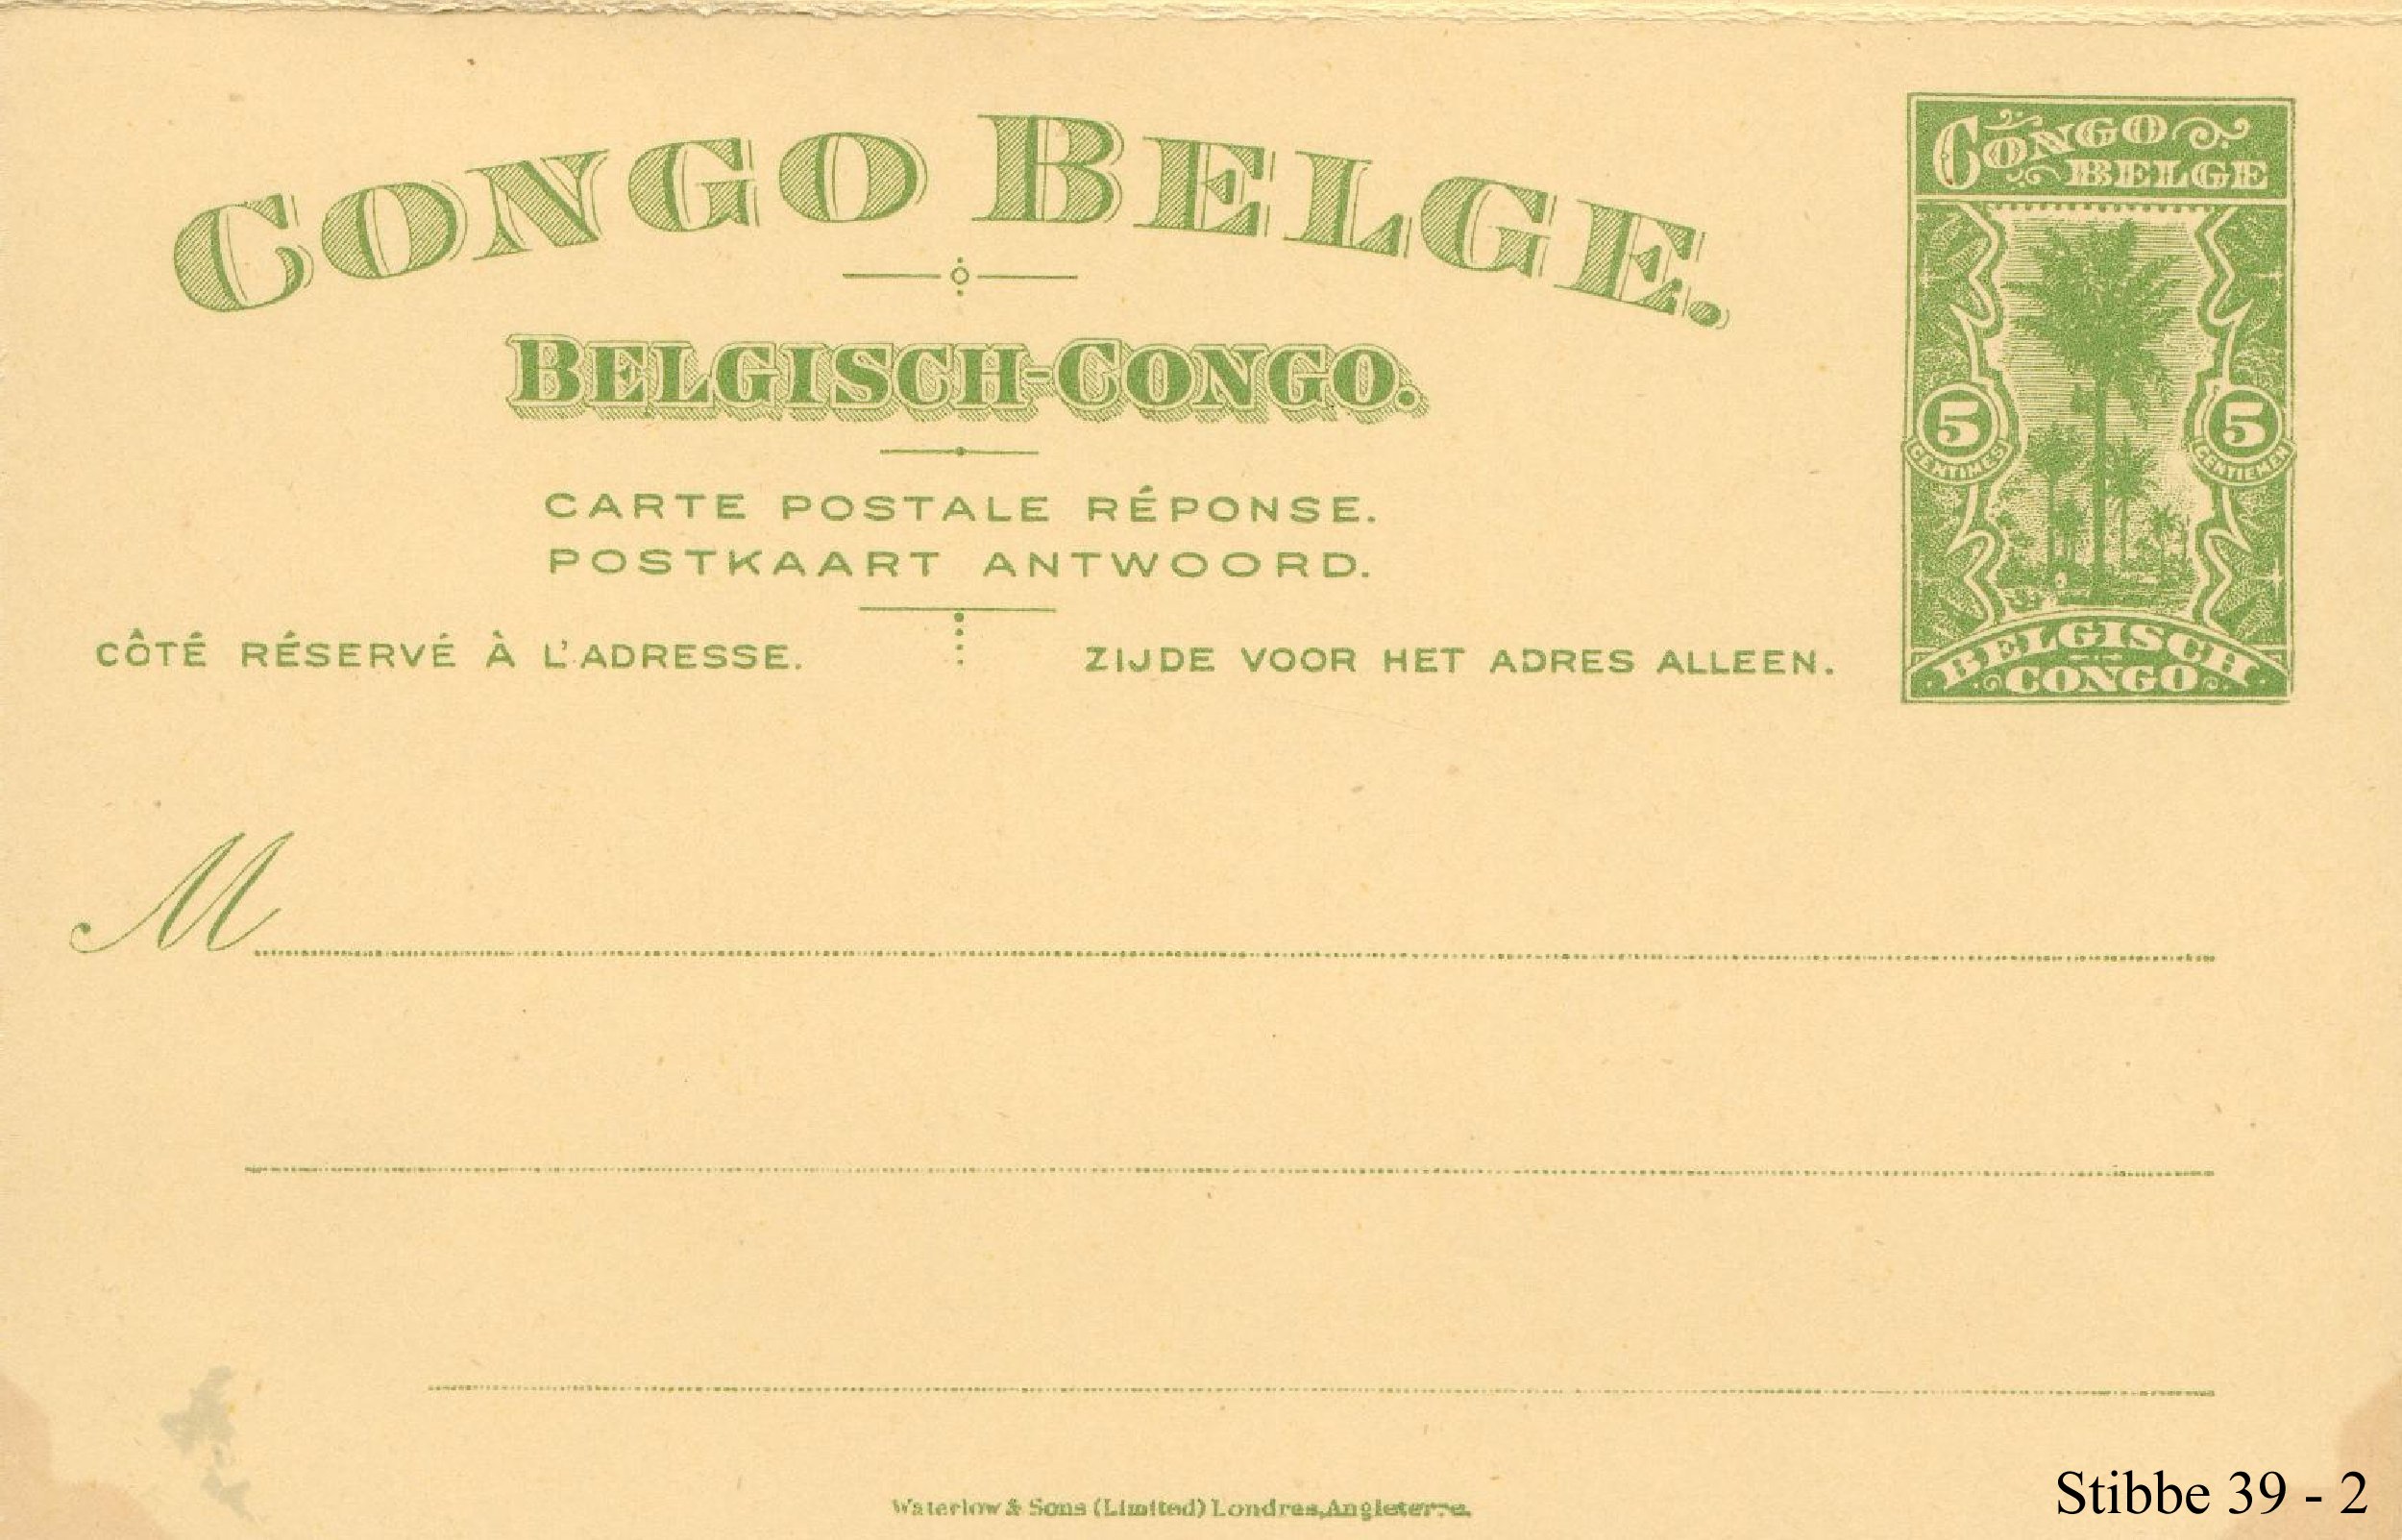 CONGO BELGE.
BELGISCH-CONGO.
CARTE POSTALE RÉPONSE.
POSTKAART ANTWOORD.
CÔTÉ RÉSERVÉ À L'ADRESSE.
ZIJDE VOOR HET ADRES ALLEEN.
CONGO
BELGE
5
CENTIMES
5
CENTIEMEN
BELGISCH
CONGO
M
Waterlow & Sons (Limited) Londres, Angleterre.
Stibbe 39 - 2